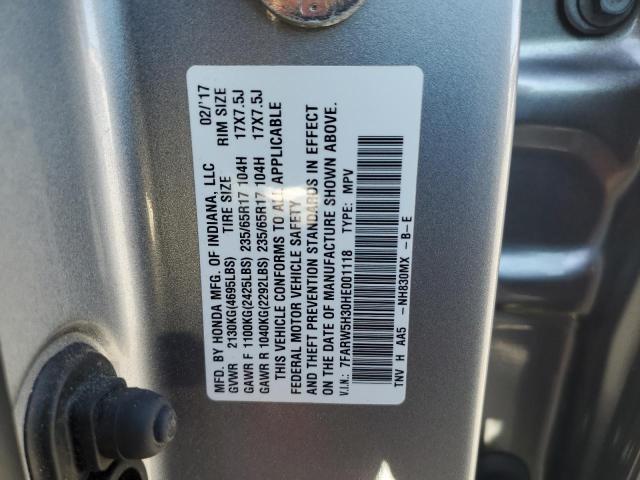 MFD. BY HONDA MFG. OF INDIANA, LLC 02/'17
GVWR 2130KG(4695LBS) TIRE SIZE RIM SIZE
GAWR F 1100KG(2425LBS) 235/65R17 104H 17X7.5J
GAWR R 1040KG(2292LBS) 235/65R17 104H 17X7.5J
THIS VEHICLE CONFORMS TO ALL APPLICABLE
FEDERAL MOTOR VEHICLE SAFETY
AND THEFT PREVENTION STANDARDS IN EFFECT
ON THE DATE OF MANUFACTURE SHOWN ABOVE.
V.I.N.: 7FARW5H30HE001118 TYPE: MPV
TNV H AA5 -NH830MX -B-E